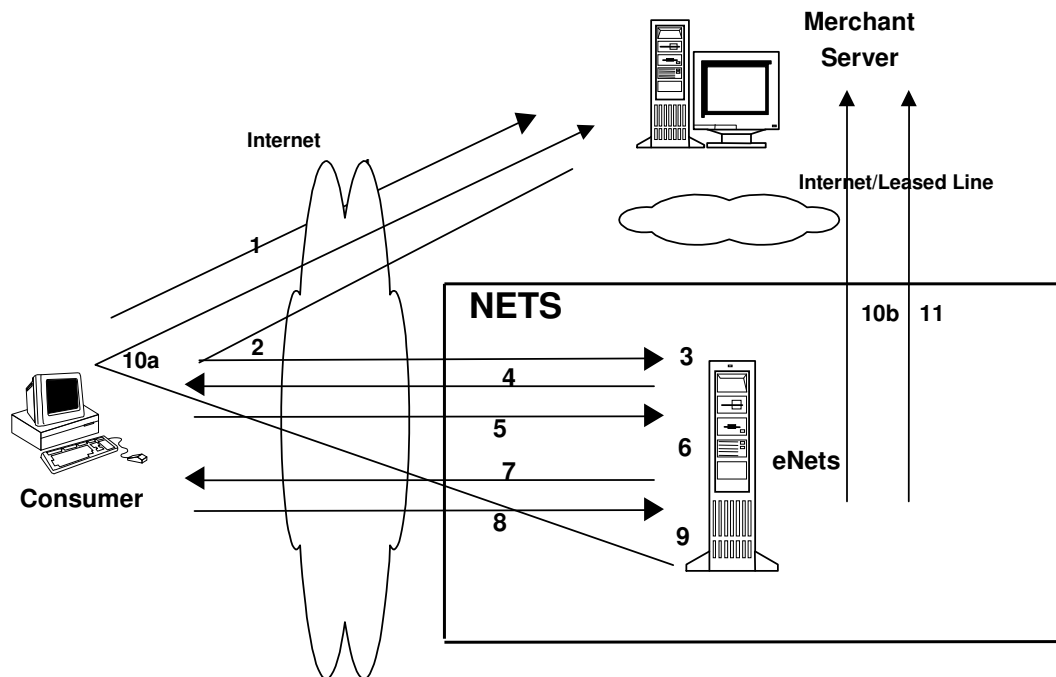 Merchant
Server
Internet
Internet/Leased Line
1
NETS
10b
11
10a
2
3
4
5
6
eNets
7
Consumer
8
9